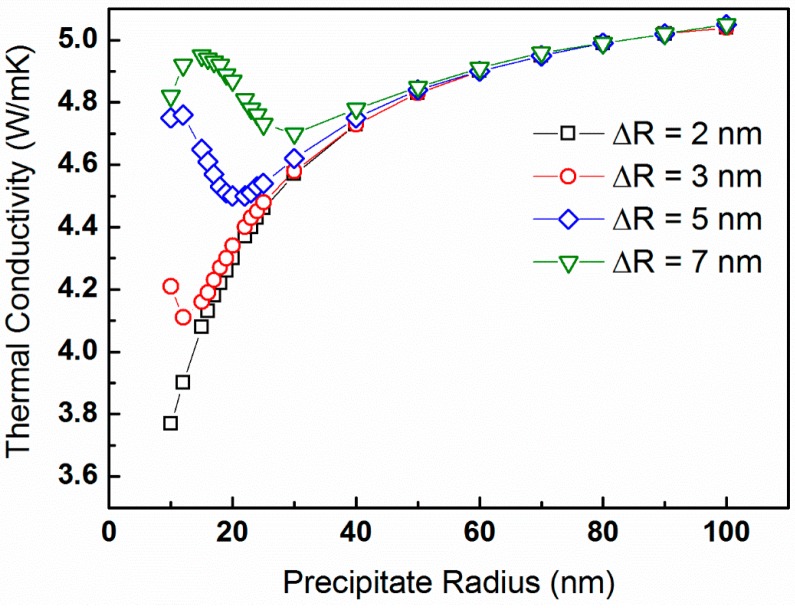 Thermal Conductivity (W/mK)
5.0
4.8
4.6
4.4
4.2
4.0
3.8
3.6
ΔR = 2 nm
ΔR = 3 nm
ΔR = 5 nm
ΔR = 7 nm
0 20 40 60 80 100
Precipitate Radius (nm)